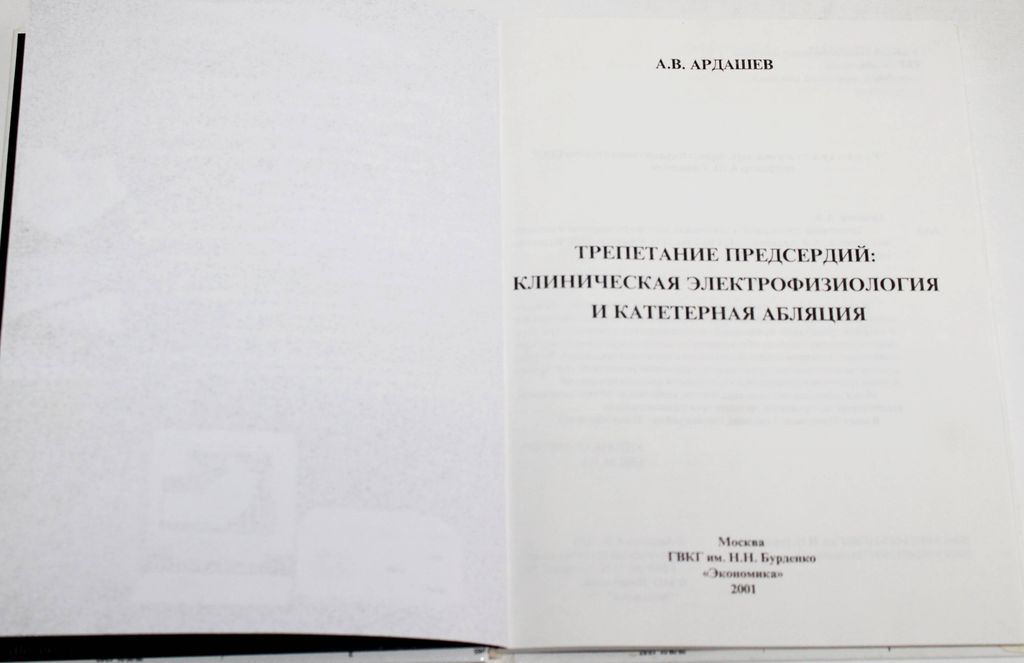 А.В. АРДАШЕВ
ТРЕПЕТАНИЕ ПРЕДСЕРДИЙ:
КЛИНИЧЕСКАЯ ЭЛЕКТРОФИЗИОЛОГИЯ
И КАТЕТЕРНАЯ АБЛЯЦИЯ
Москва
ГВКГ им. Н.Н. Бурденко
«Экономика»
2001